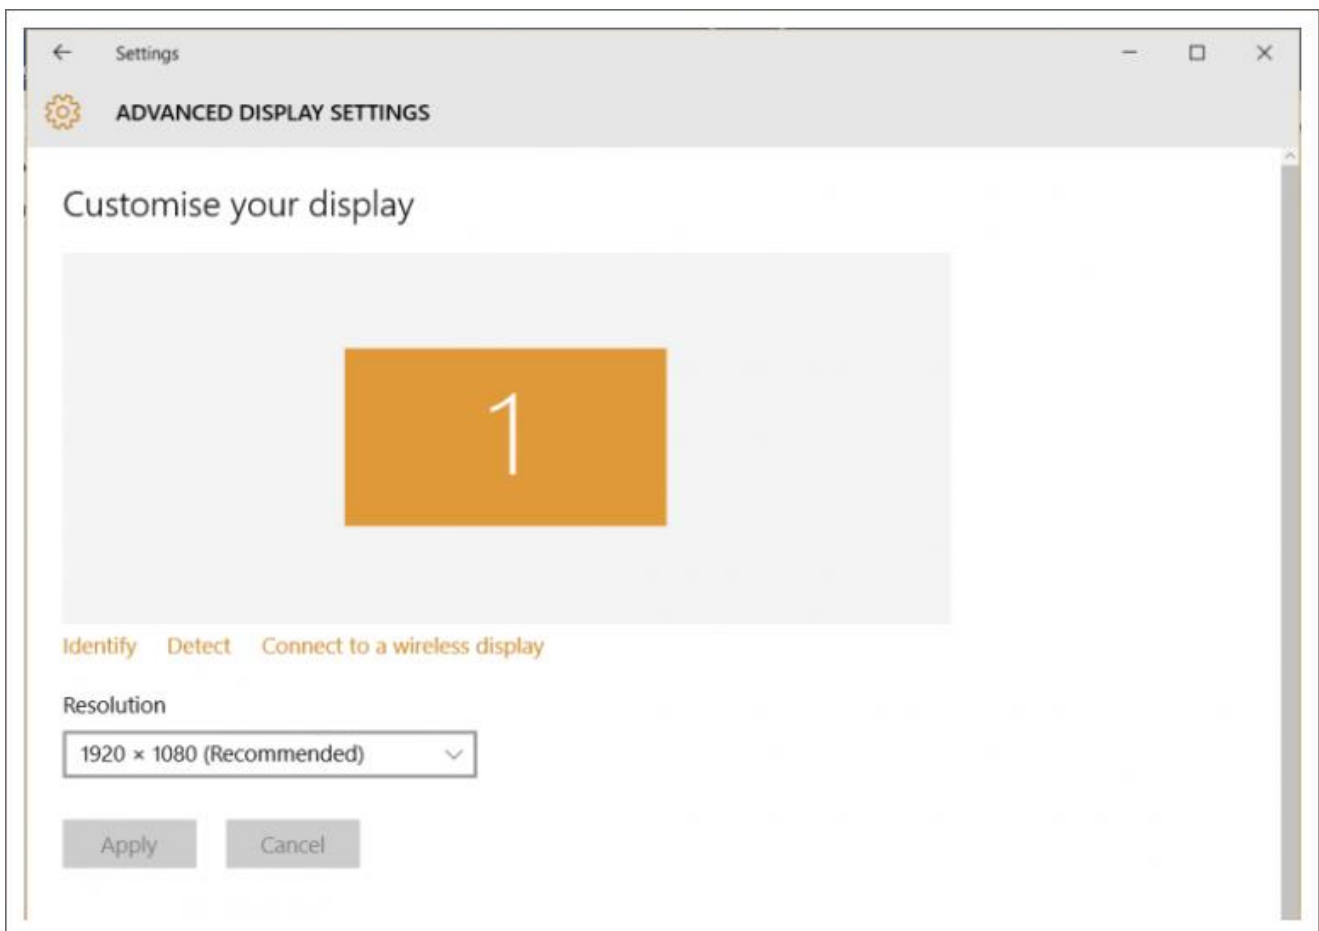 Settings
ADVANCED DISPLAY SETTINGS
Customise your display
1
Identify Detect Connect to a wireless display
Resolution
1920 × 1080 (Recommended)
Apply Cancel